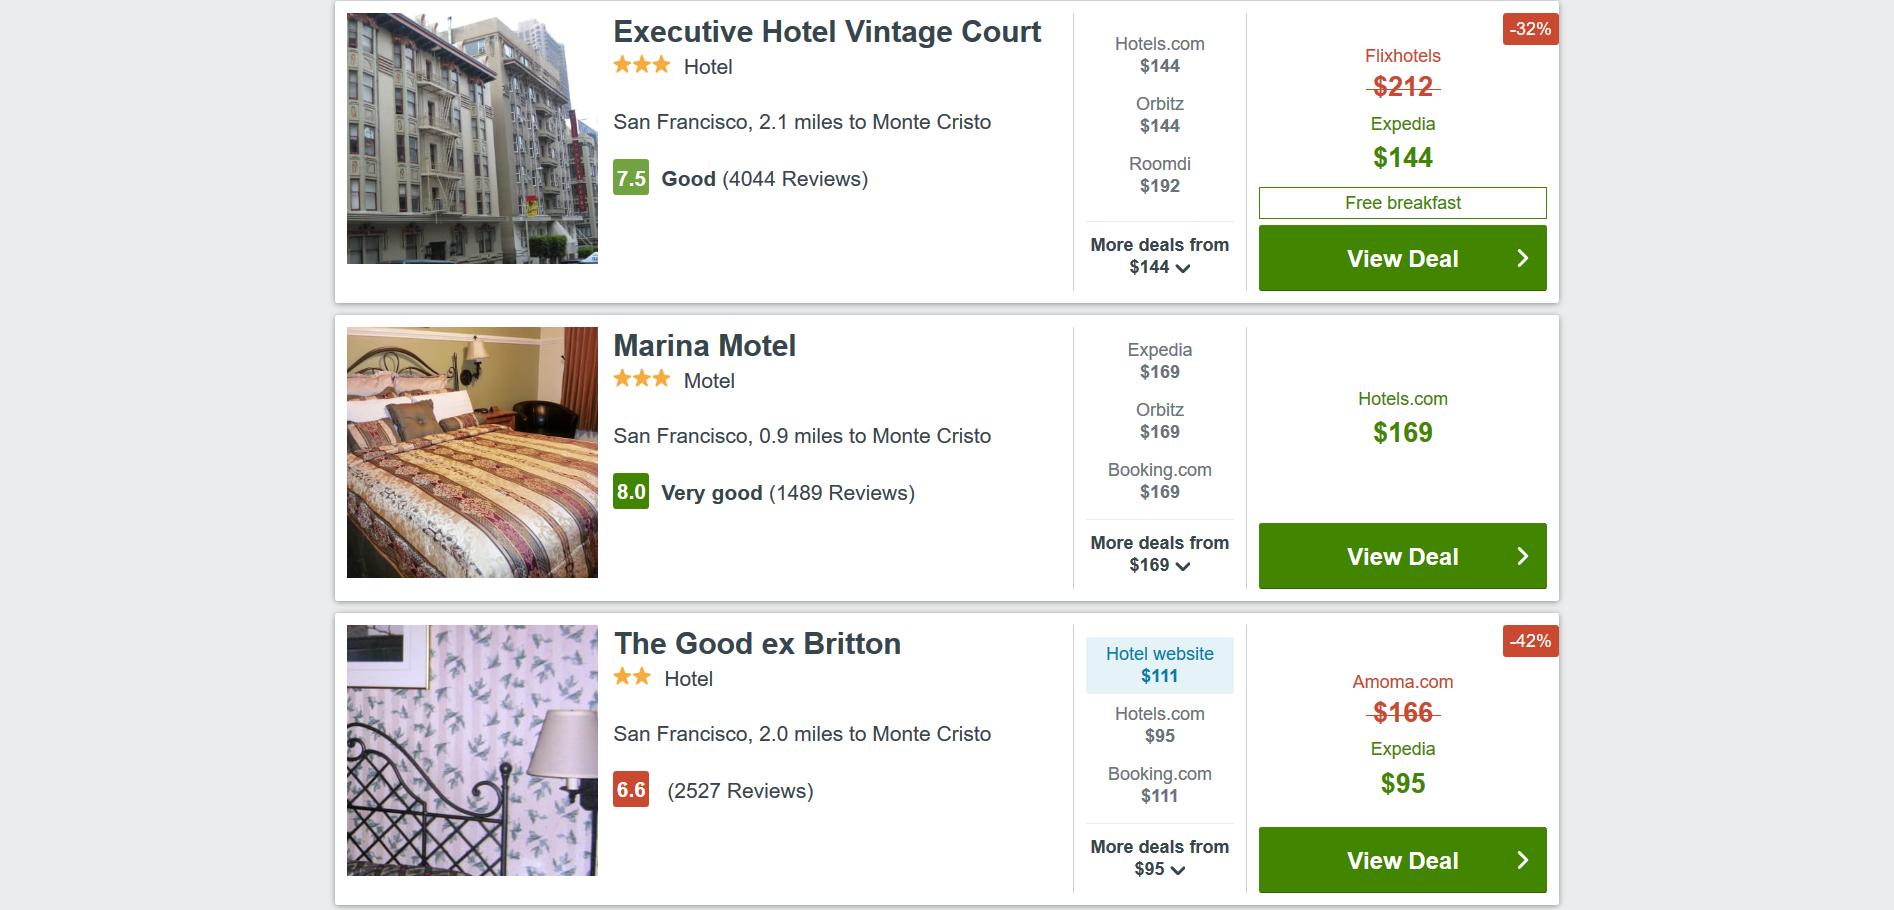 Executive Hotel Vintage Court
Hotel
San Francisco, 2.1 miles to Monte Cristo
7.5 Good (4044 Reviews)
Hotels.com
$144
Orbitz
$144
Roomdi
$192
More deals from
$144
-32%
Flixhotels
$212
Expedia
$144
Free breakfast
View Deal
Marina Motel
Motel
San Francisco, 0.9 miles to Monte Cristo
8.0 Very good (1489 Reviews)
Expedia
$169
Orbitz
$169
Booking.com
$169
More deals from
$169
Hotels.com
$169
View Deal
The Good ex Britton
Hotel
San Francisco, 2.0 miles to Monte Cristo
6.6 (2527 Reviews)
Hotel website
$111
Hotels.com
$95
Booking.com
$111
More deals from
$95
-42%
Amoma.com
$166
Expedia
$95
View Deal